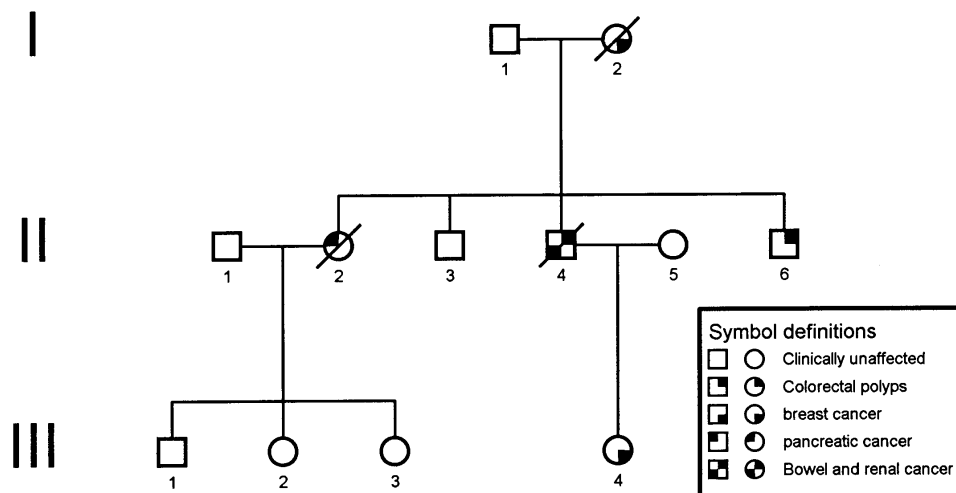 I
1 2
II
1 2 3 4 5 6
Symbol definitions
Clinically unaffected
Colorectal polyps
breast cancer
pancreatic cancer
Bowel and renal cancer
III
1 2 3 4